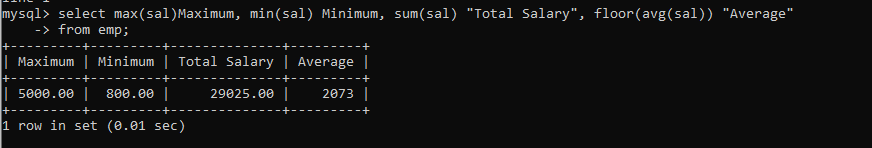 mysql> select max(sal)Maximum, min(sal) Minimum, sum(sal) "Total Salary", floor(avg(sal)) "Average"
    -> from emp;
+---------+---------+--------------+---------+
| Maximum | Minimum | Total Salary | Average |
+---------+---------+--------------+---------+
| 5000.00 |  800.00 |     29025.00 |    2073 |
+---------+---------+--------------+---------+
1 row in set (0.01 sec)